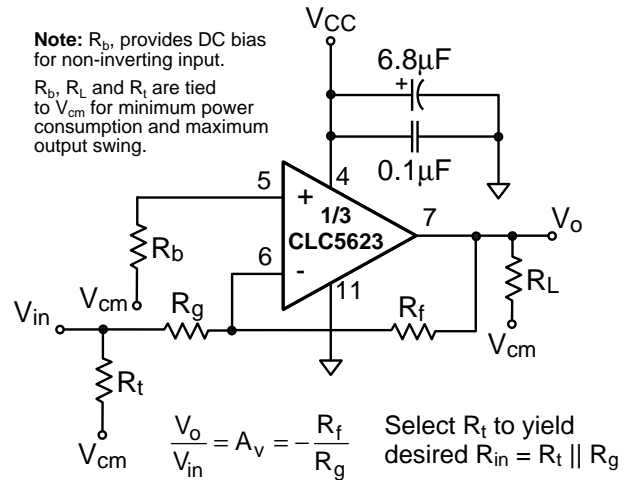 Note: Rb, provides DC bias
for non-inverting input.
Rb, RL and Rt are tied
to Vcm for minimum power
consumption and maximum
output swing.
VCC
6.8μF
+
0.1μF
4
5
+
1/3
CLC5623
7
Vo
Rb
6
-
11
RL
Vcm
Vin
Rg
Rf
Vcm
Rt
Vcm
Vo/Vin = Av = -Rf/Rg
Select Rt to yield
desired Rin = Rt || Rg